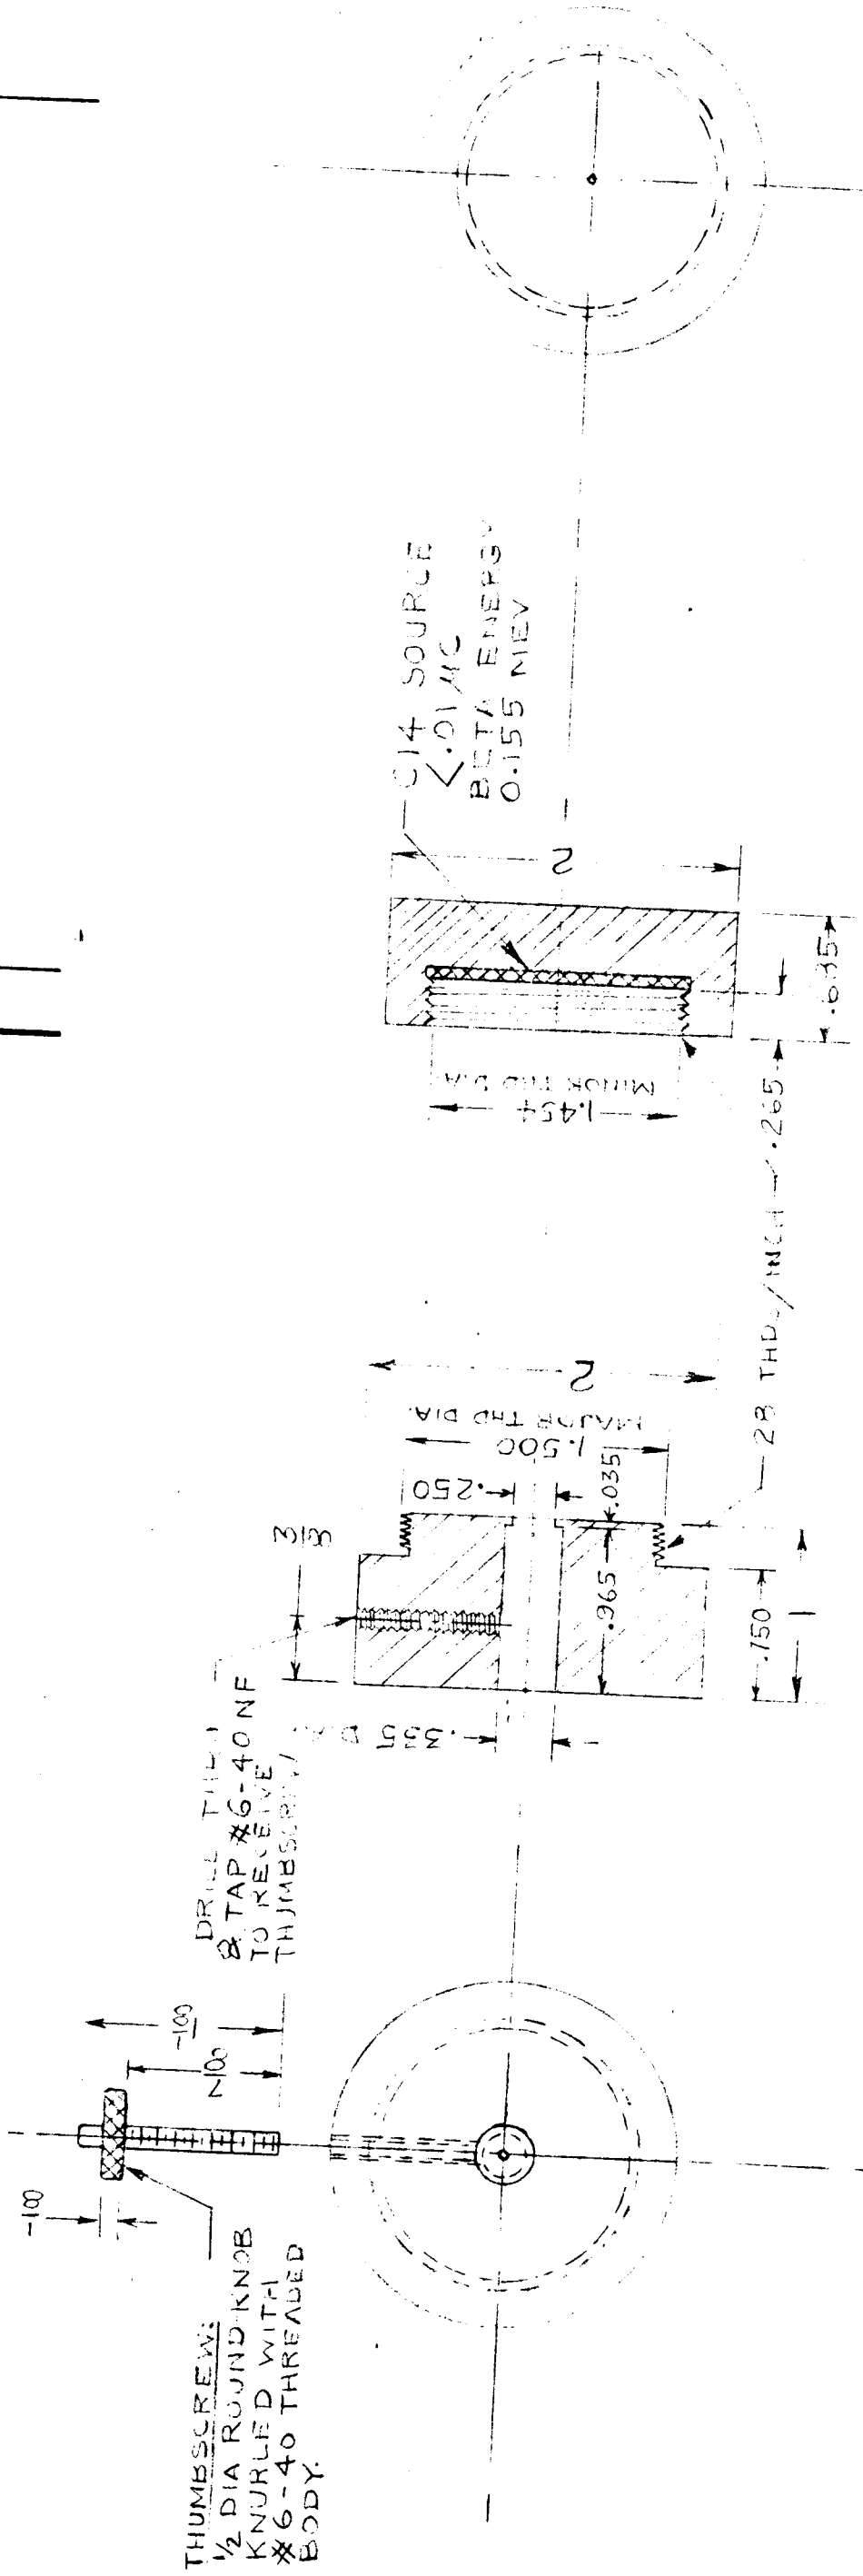 THUMBSCREW:
1/2 DIA ROUND KNOB
KNURLED WITH
#6-40 THREADED
BODY.
DRILL THRU
& TAP #6-40 NF
TO RECEIVE
THUMBSCREW
3/8
.335 DIA.
.250
1.500
MAJOR THD DIA.
2
.965
.035
.750
1
28 THD./INCH
.265
1.454
MINOR THD DIA.
2
C14 SOURCE
<.01 μC
BETA ENERGY
0.155 MEV